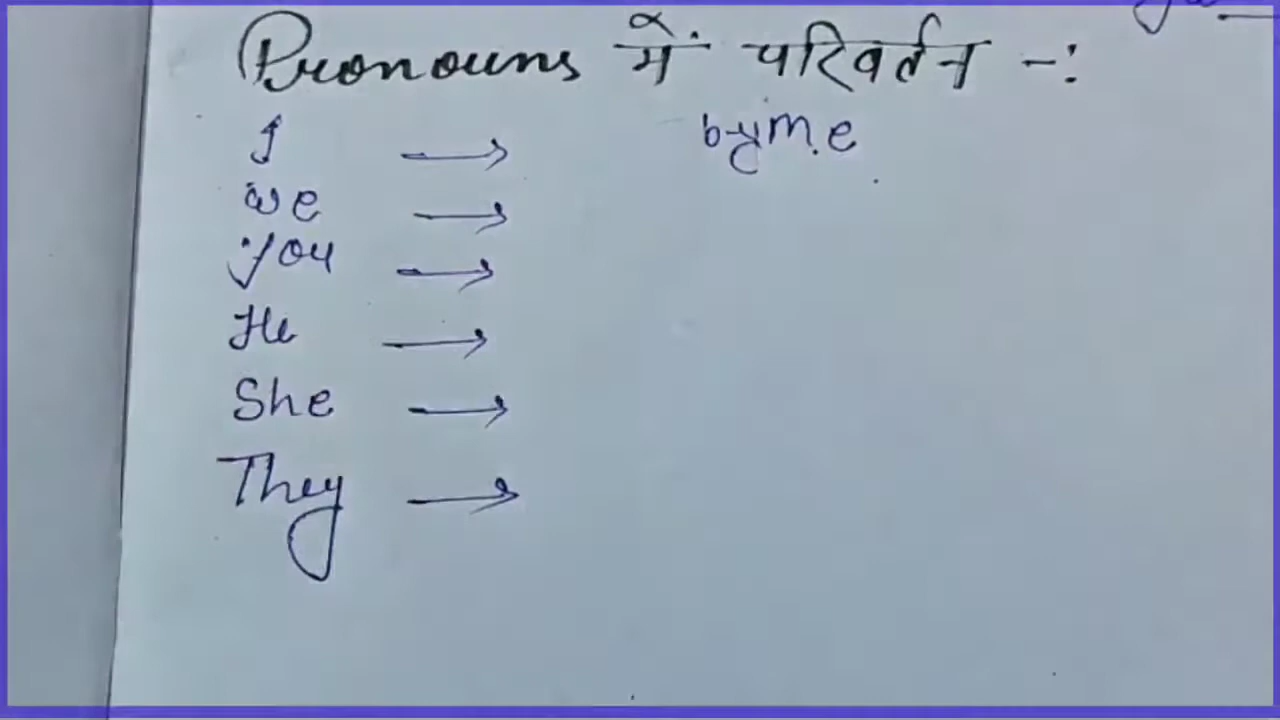 Pronouns में परिवर्तन -:
I → by me
we →
you →
He →
She →
They →